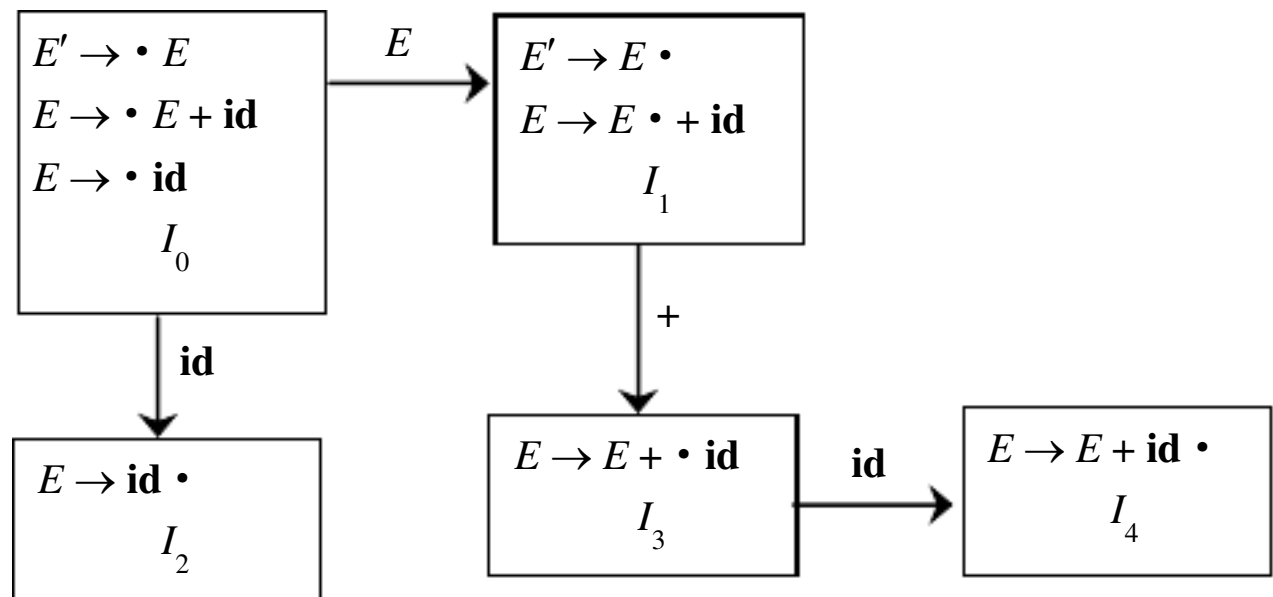 E′ → • E
E → • E + id
E → • id
I₀
E
E′ → E •
E → E • + id
I₁
id
+
E → id •
I₂
E → E + • id
I₃
id
E → E + id •
I₄